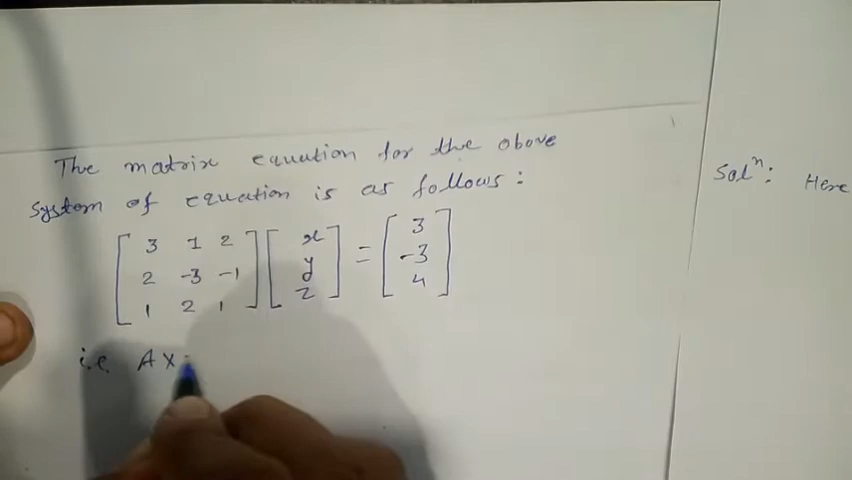 The matrix equation for the above
system of equation is as follows:
[ 3 1 2 ] [ x ] = [ 3 ]
[ 2 -3 -1 ] [ y ] [ -3 ]
[ 1 2 1 ] [ z ] [ 4 ]
i.e. AX=
Solⁿ: Here